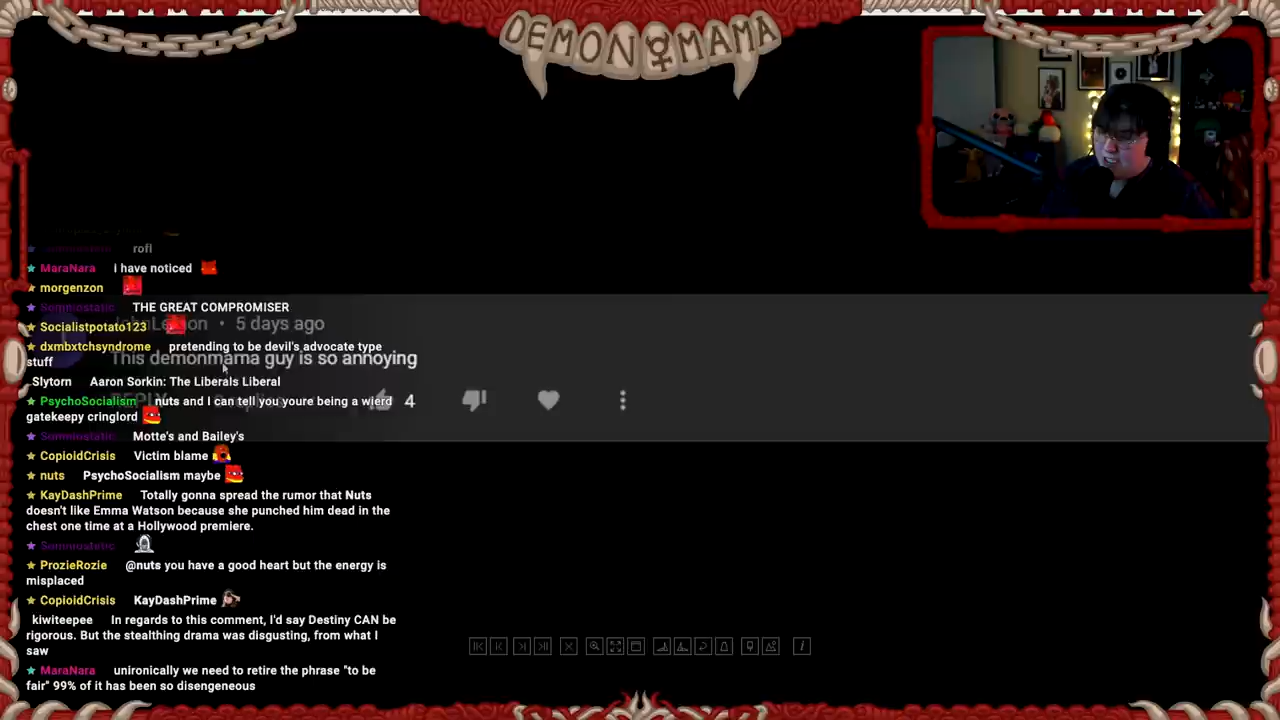 DEMON MAMA
rofl
MaraNara i have noticed
morgenzon
Somniostatic THE GREAT COMPROMISER
5 days ago
Socialistpotato123
dxmbxtchsyndrome pretending to be devil's advocate type
stuff
This demonmama guy is so annoying
Slytorn Aaron Sorkin: The Liberals Liberal
PsychoSocialism nuts and I can tell you youre being a wierd
gatekeepy cringlord
REPLY
4
Somniostatic Motte's and Bailey's
CopioidCrisis Victim blame
nuts PsychoSocialism maybe
KayDashPrime Totally gonna spread the rumor that Nuts
doesn't like Emma Watson because she punched him dead in the
chest one time at a Hollywood premiere.
Somniostatic
ProzieRozie @nuts you have a good heart but the energy is
misplaced
CopioidCrisis KayDashPrime
kiwiteepee In regards to this comment, I'd say Destiny CAN be
rigorous. But the stealthing drama was disgusting, from what I
saw
MaraNara unironically we need to retire the phrase "to be
fair" 99% of it has been so disengeneous